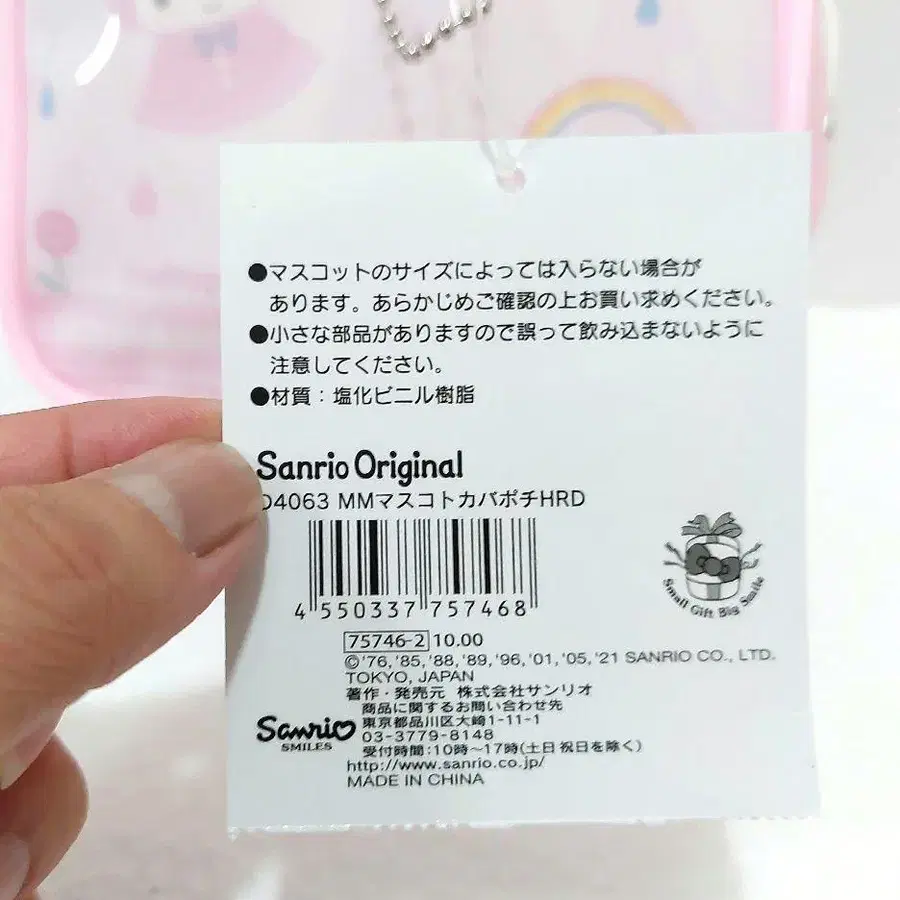 ●マスコットのサイズによっては入らない場合が
あります。あらかじめご確認の上お買い求めください。
●小さな部品がありますので誤って飲み込まないように
注意してください。
●材質：塩化ビニル樹脂
Sanrio Original
04063 MMマスコトカバポチHRD
4 550337 757468
Small Gift Big Smile
75746-2 10.00
©'76,'85,'88,'89,'96,'01,'05,'21 SANRIO CO., LTD.
TOKYO, JAPAN
著作・発売元 株式会社サンリオ
商品に関するお問い合わせ先
Sanrio
SMILES
東京都品川区大崎1-11-1
03-3779-8148
受付時間：10時～17時(土日祝日を除く)
http://www.sanrio.co.jp/
MADE IN CHINA